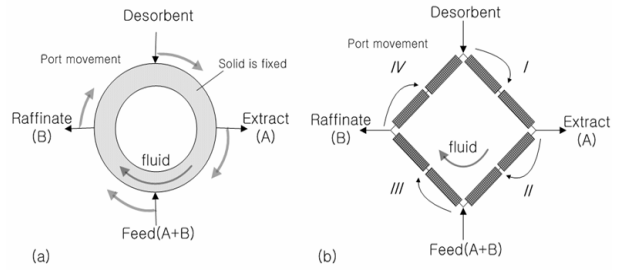 Desorbent
Port movement
Solid is fixed
Raffinate
(B)
Extract
(A)
fluid
Feed(A+B)
(a)
Desorbent
Port movement
IV
I
Raffinate
(B)
Extract
(A)
fluid
III
II
Feed(A+B)
(b)